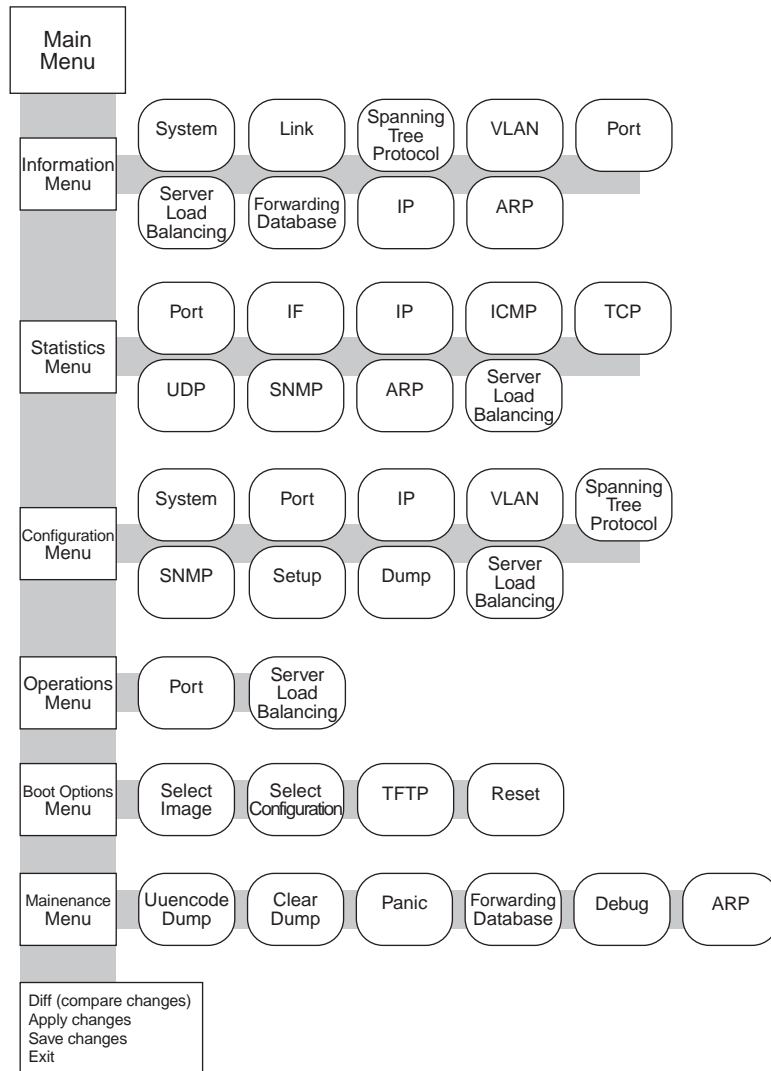 Main
Menu
Information
Menu
System
Link
Spanning
Tree
Protocol
VLAN
Port
Server
Load
Balancing
Forwarding
Database
IP
ARP
Statistics
Menu
Port
IF
IP
ICMP
TCP
UDP
SNMP
ARP
Server
Load
Balancing
Configuration
Menu
System
Port
IP
VLAN
Spanning
Tree
Protocol
SNMP
Setup
Dump
Server
Load
Balancing
Operations
Menu
Port
Server
Load
Balancing
Boot Options
Menu
Select
Image
Select
Configuration
TFTP
Reset
Mainenance
Menu
Uuencode
Dump
Clear
Dump
Panic
Forwarding
Database
Debug
ARP
Diff (compare changes)
Apply changes
Save changes
Exit